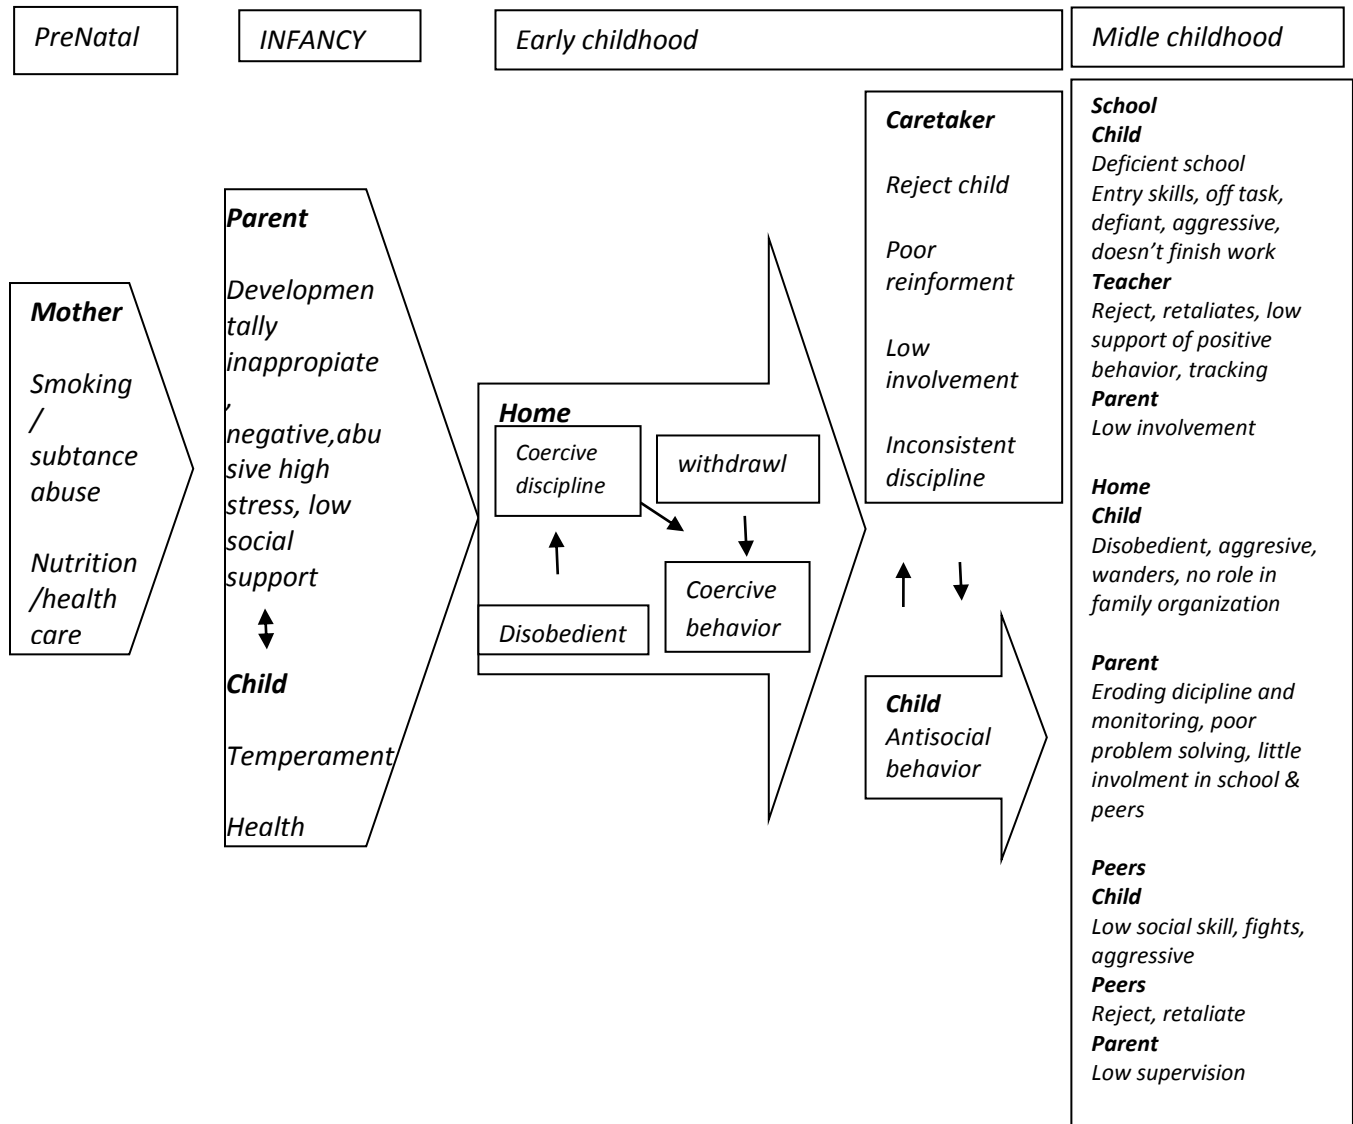 PreNatal
INFANCY
Early childhood
Midle childhood
Mother
Smoking
/
subtance
abuse
Nutrition
/health
care
Parent
Developmen
tally
inappropiate
,
negative,abu
sive high
stress, low
social
support
Child
Temperament
Health
Home
Coercive
discipline
withdrawl
Disobedient
Coercive
behavior
Caretaker
Reject child
Poor
reinforment
Low
involvement
Inconsistent
discipline
Child
Antisocial
behavior
School
Child
Deficient school
Entry skills, off task,
defiant, aggressive,
doesn’t finish work
Teacher
Reject, retaliates, low
support of positive
behavior, tracking
Parent
Low involvement
Home
Child
Disobedient, aggresive,
wanders, no role in
family organization
Parent
Eroding dicipline and
monitoring, poor
problem solving, little
involment in school &
peers
Peers
Child
Low social skill, fights,
aggressive
Peers
Reject, retaliate
Parent
Low supervision